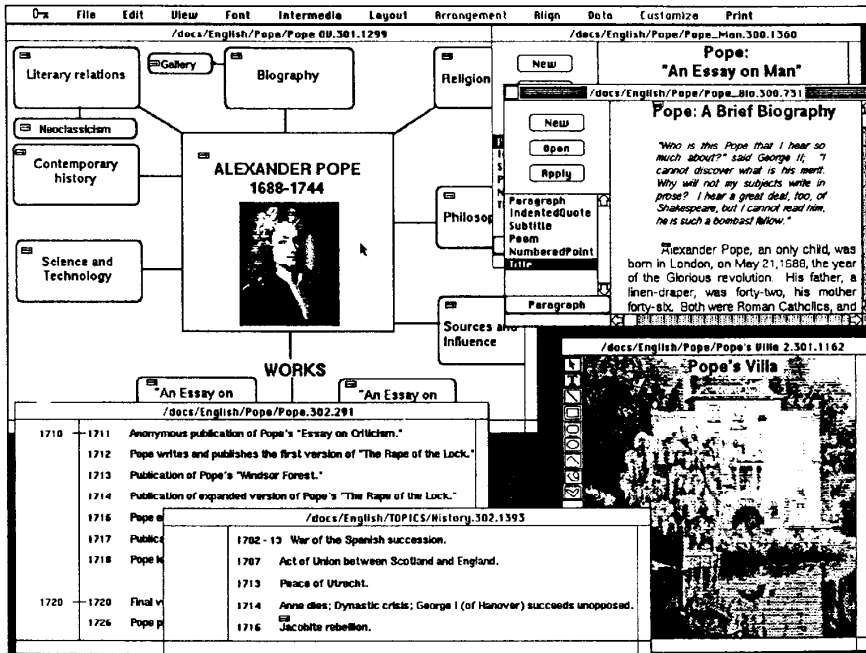 File Edit View Font Intermedia Layout Arrangement Align Data Customize Print
/docs/English/Pope/Pope OV.301.1299
Literary relations
Gallery
Biography
Religion
Neoclassicism
Contemporary
history
ALEXANDER POPE
1688-1744
Philosop
Science and
Technology
Sources and
Influence
WORKS
"An Essay on
"An Essay on
/docs/English/Pope/Pope_Man.300.1360
New
Pope:
"An Essay on Man"
/docs/English/Pope/Pope_Bio.300.731
New
Open
Apply
Paragraph
IndentedQuote
Subtitle
Poem
NumberedPoint
Title
Paragraph
Pope: A Brief Biography
"Who is this Pope that I hear so
much about?" said George II; "I
cannot discover what is his merit.
Why will not my subjects write in
prose? I hear a great deal, too, of
Shakespeare, but I cannot read him,
he is such a bombast fellow."
Alexander Pope, an only child, was
born in London, on May 21,1688, the year
of the Glorious revolution. His father, a
linen-draper, was forty-two, his mother
forty-six. Both were Roman Catholics, and
/docs/English/Pope/Pope's Villa 2.301.1162
Pope's Villa
/docs/English/Pope/Pope.302.291
1710 1711 Anonymous publication of Pope's "Essay on Criticism."
1712 Pope writes and publishes the first version of "The Rape of the Lock."
1713 Publication of Pope's "Windsor Forest."
1714 Publication of expanded version of Pope's "The Rape of the Lock."
1715 Pope
1717 Publica
1718 Pope
1720 1720 Final
1725 Pope
/docs/English/TOPICS/History.302.1393
1702 - 13 War of the Spanish succession.
1707 Act of Union between Scotland and England.
1713 Peace of Utrecht.
1714 Anne dies; Dynastic crisis; George I (of Hanover) succeeds unopposed.
1715 Jacobite rebellion.